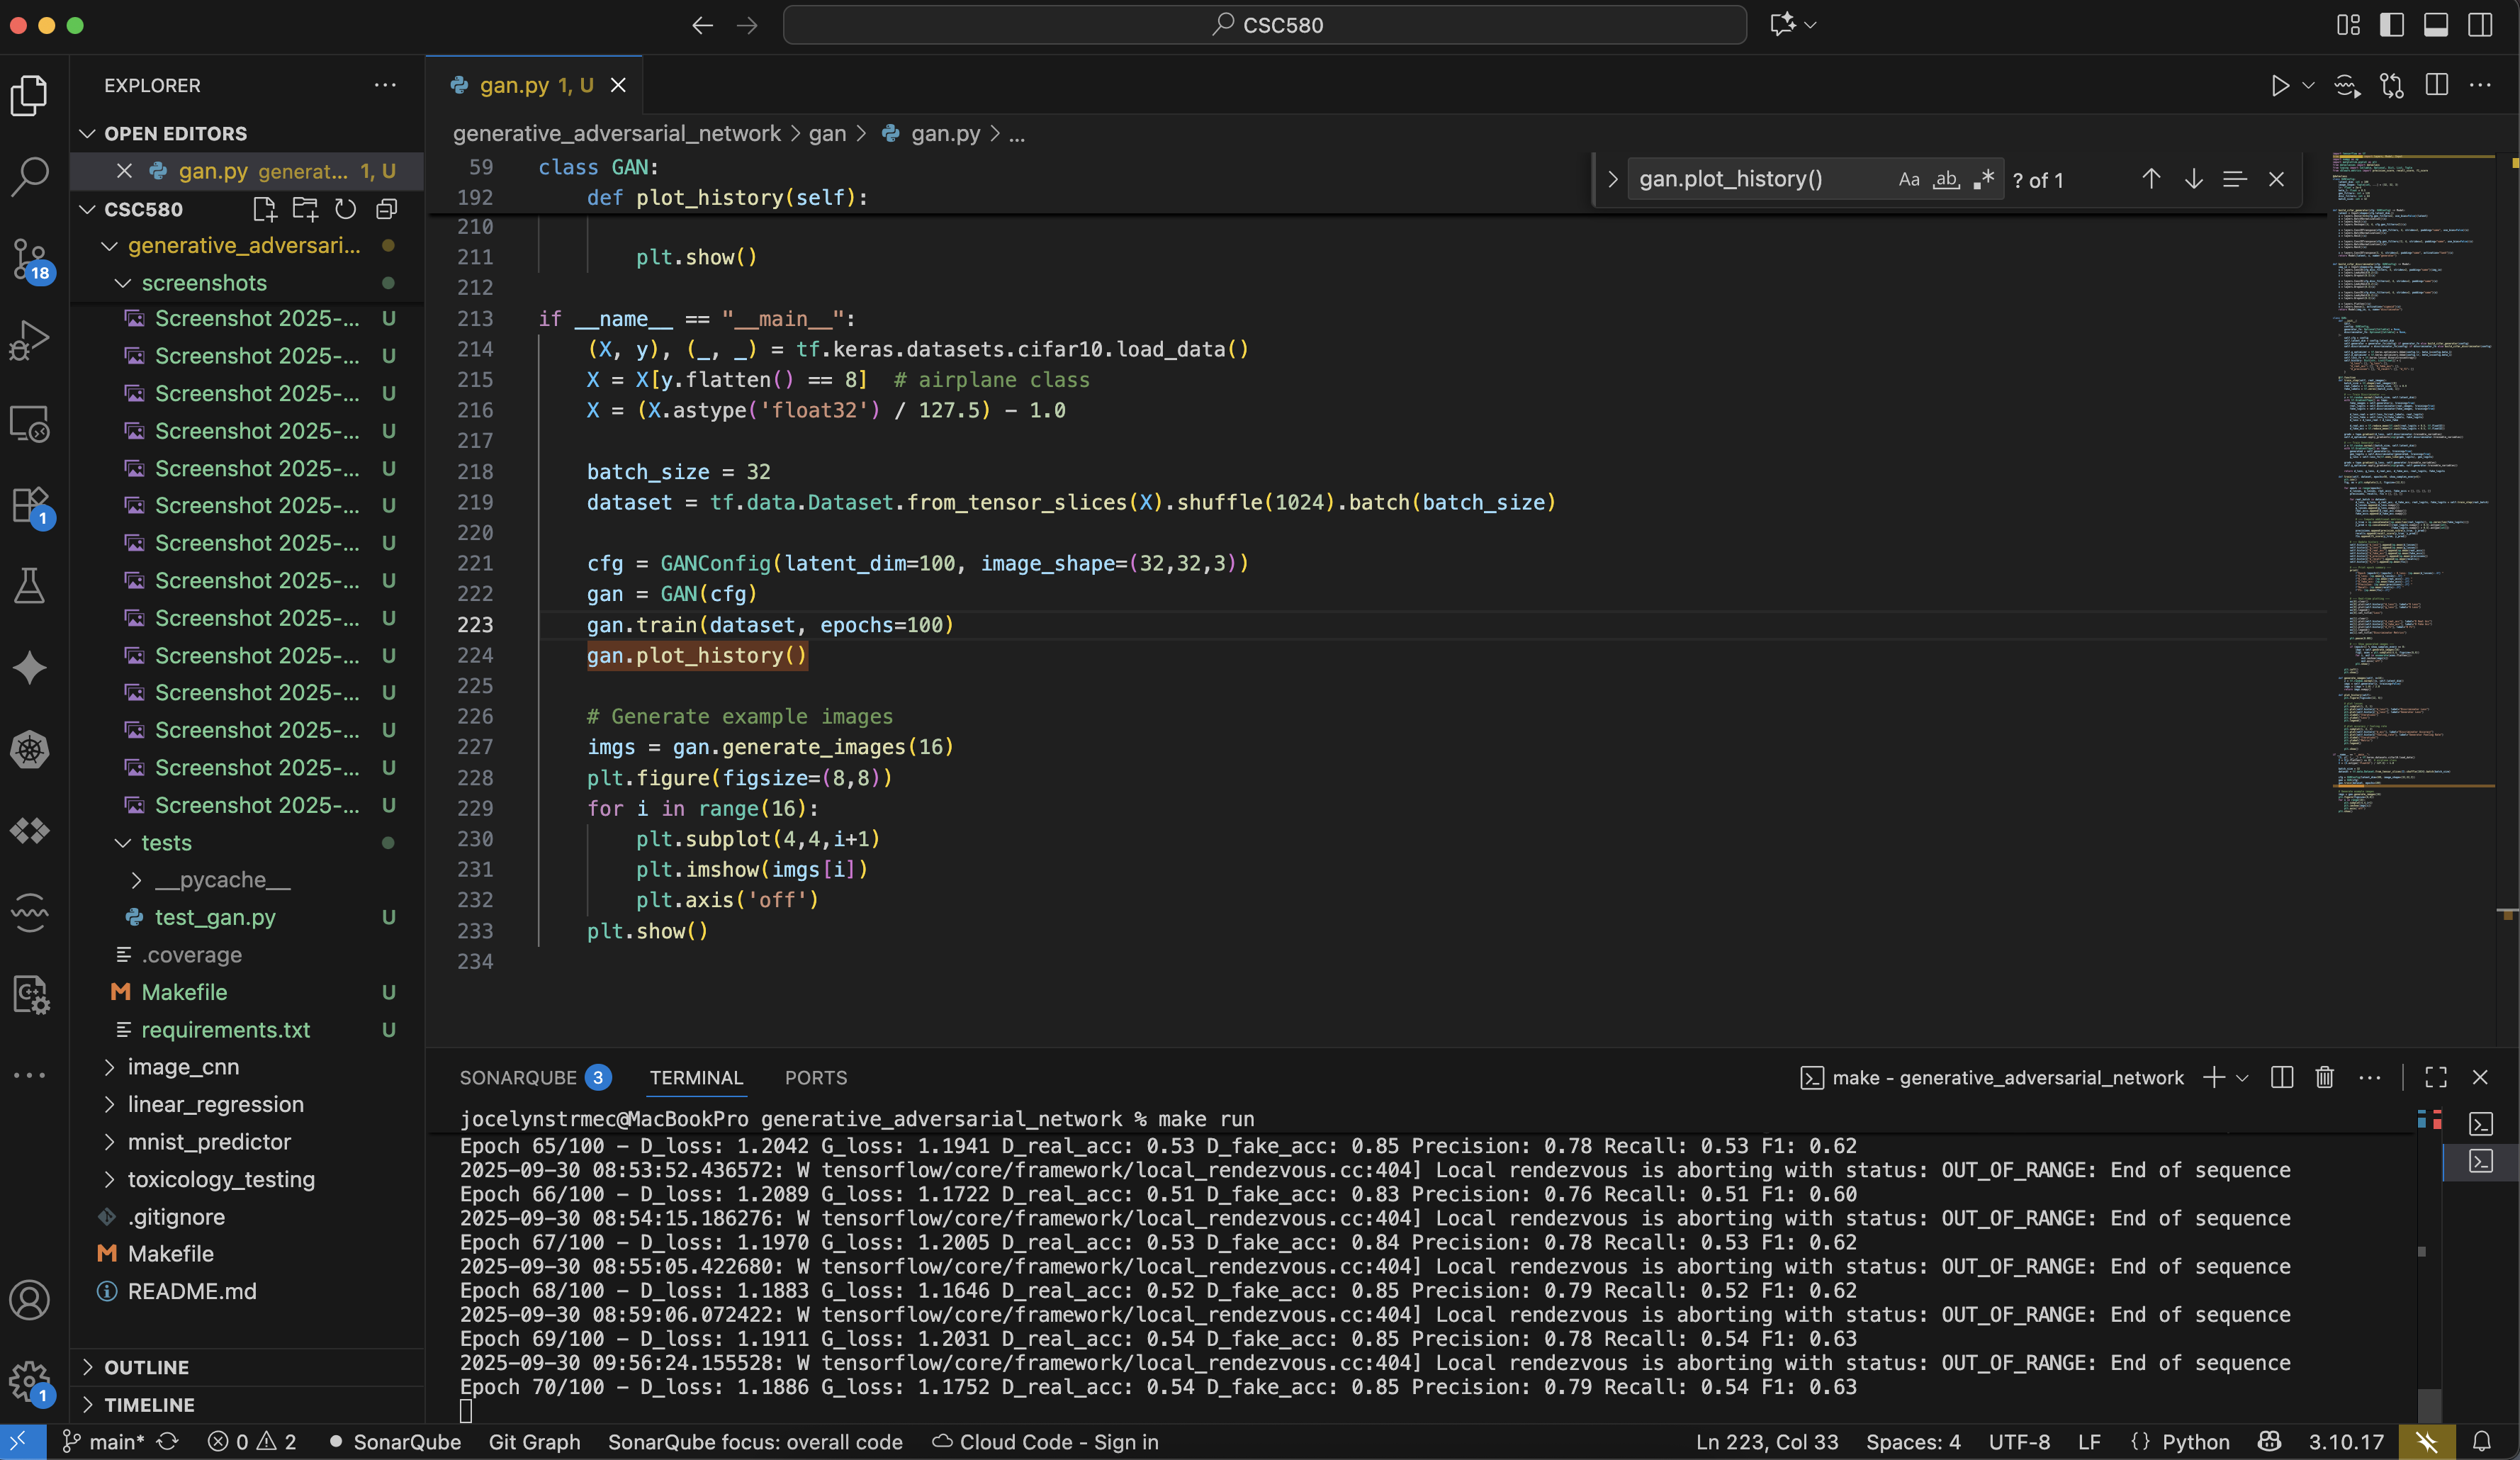 CSC580
EXPLORER
OPEN EDITORS
gan.py generat... 1, U
CSC580
generative_adversari...
screenshots
Screenshot 2025-... U
Screenshot 2025-... U
Screenshot 2025-... U
Screenshot 2025-... U
Screenshot 2025-... U
Screenshot 2025-... U
Screenshot 2025-... U
Screenshot 2025-... U
Screenshot 2025-... U
Screenshot 2025-... U
Screenshot 2025-... U
Screenshot 2025-... U
Screenshot 2025-... U
Screenshot 2025-... U
tests
__pycache__
test_gan.py U
.coverage
Makefile U
requirements.txt U
image_cnn
linear_regression
mnist_predictor
toxicology_testing
.gitignore
Makefile
README.md
OUTLINE
TIMELINE
18
1
1
gan.py 1, U
generative_adversarial_network > gan > gan.py > ...
gan.plot_history() Aa ab ? of 1
59 class GAN:
192 def plot_history(self):
210
211 plt.show()
212
213 if __name__ == "__main__":
214 (X, y), (_, _) = tf.keras.datasets.cifar10.load_data()
215 X = X[y.flatten() == 8]  # airplane class
216 X = (X.astype('float32') / 127.5) - 1.0
217
218 batch_size = 32
219 dataset = tf.data.Dataset.from_tensor_slices(X).shuffle(1024).batch(batch_size)
220
221 cfg = GANConfig(latent_dim=100, image_shape=(32,32,3))
222 gan = GAN(cfg)
223 gan.train(dataset, epochs=100)
224 gan.plot_history()
225
226 # Generate example images
227 imgs = gan.generate_images(16)
228 plt.figure(figsize=(8,8))
229 for i in range(16):
230 plt.subplot(4,4,i+1)
231 plt.imshow(imgs[i])
232 plt.axis('off')
233 plt.show()
234
SONARQUBE 3 TERMINAL PORTS make - generative_adversarial_network
jocelynstrmec@MacBookPro generative_adversarial_network % make run
Epoch 65/100 - D_loss: 1.2042 G_loss: 1.1941 D_real_acc: 0.53 D_fake_acc: 0.85 Precision: 0.78 Recall: 0.53 F1: 0.62
2025-09-30 08:53:52.436572: W tensorflow/core/framework/local_rendezvous.cc:404] Local rendezvous is aborting with status: OUT_OF_RANGE: End of sequence
Epoch 66/100 - D_loss: 1.2089 G_loss: 1.1722 D_real_acc: 0.51 D_fake_acc: 0.83 Precision: 0.76 Recall: 0.51 F1: 0.60
2025-09-30 08:54:15.186276: W tensorflow/core/framework/local_rendezvous.cc:404] Local rendezvous is aborting with status: OUT_OF_RANGE: End of sequence
Epoch 67/100 - D_loss: 1.1970 G_loss: 1.2005 D_real_acc: 0.53 D_fake_acc: 0.84 Precision: 0.78 Recall: 0.53 F1: 0.62
2025-09-30 08:55:05.422680: W tensorflow/core/framework/local_rendezvous.cc:404] Local rendezvous is aborting with status: OUT_OF_RANGE: End of sequence
Epoch 68/100 - D_loss: 1.1883 G_loss: 1.1646 D_real_acc: 0.52 D_fake_acc: 0.85 Precision: 0.79 Recall: 0.52 F1: 0.62
2025-09-30 08:59:06.072422: W tensorflow/core/framework/local_rendezvous.cc:404] Local rendezvous is aborting with status: OUT_OF_RANGE: End of sequence
Epoch 69/100 - D_loss: 1.1911 G_loss: 1.2031 D_real_acc: 0.54 D_fake_acc: 0.85 Precision: 0.78 Recall: 0.54 F1: 0.63
2025-09-30 09:56:24.155528: W tensorflow/core/framework/local_rendezvous.cc:404] Local rendezvous is aborting with status: OUT_OF_RANGE: End of sequence
Epoch 70/100 - D_loss: 1.1886 G_loss: 1.1752 D_real_acc: 0.54 D_fake_acc: 0.85 Precision: 0.79 Recall: 0.54 F1: 0.63
main* 0 2 SonarQube Git Graph SonarQube focus: overall code Cloud Code - Sign in Ln 223, Col 33 Spaces: 4 UTF-8 LF {} Python 3.10.17